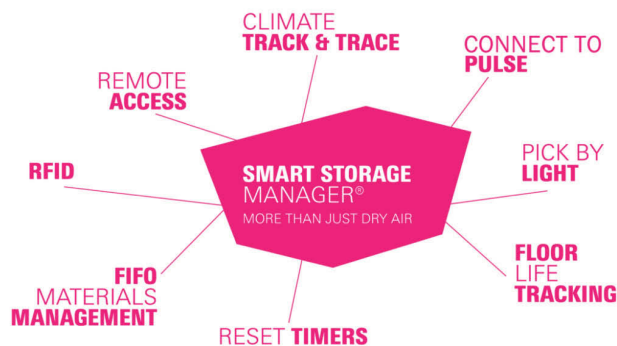 CLIMATE
TRACK & TRACE
CONNECT TO
PULSE
REMOTE
ACCESS
PICK BY
LIGHT
RFID
SMART STORAGE
MANAGER®
MORE THAN JUST DRY AIR
FLOOR
LIFE
TRACKING
FIFO
MATERIALS
MANAGEMENT
RESET TIMERS